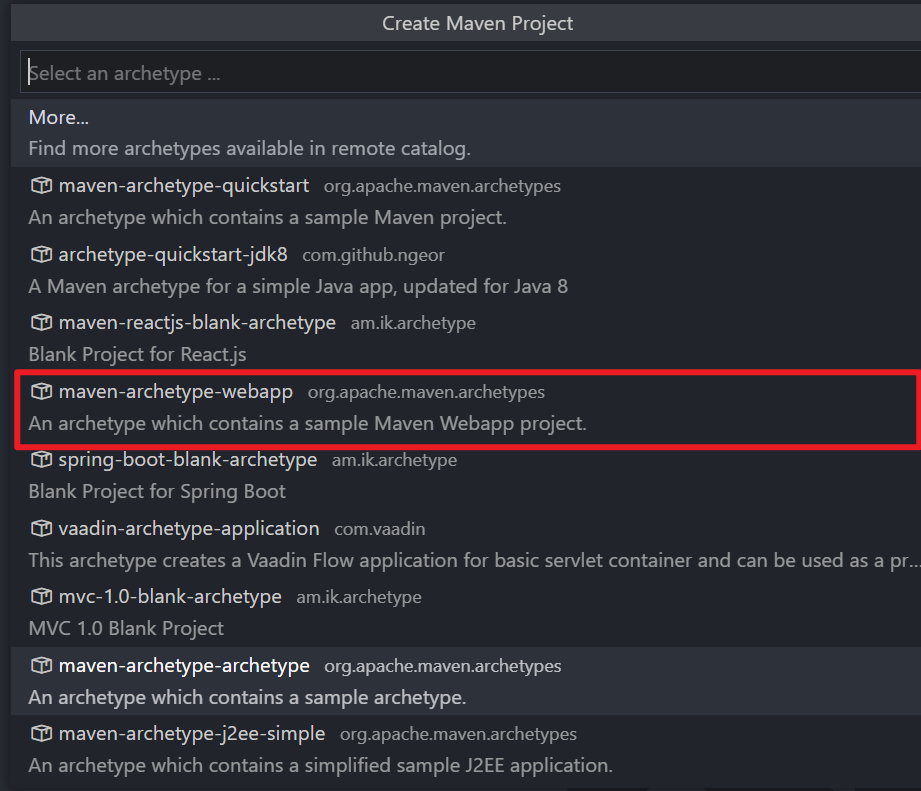 Create Maven Project
Select an archetype ...
More...
Find more archetypes available in remote catalog.
maven-archetype-quickstart org.apache.maven.archetypes
An archetype which contains a sample Maven project.
archetype-quickstart-jdk8 com.github.ngeor
A Maven archetype for a simple Java app, updated for Java 8
maven-reactjs-blank-archetype am.ik.archetype
Blank Project for React.js
maven-archetype-webapp org.apache.maven.archetypes
An archetype which contains a sample Maven Webapp project.
spring-boot-blank-archetype am.ik.archetype
Blank Project for Spring Boot
vaadin-archetype-application com.vaadin
This archetype creates a Vaadin Flow application for basic servlet container and can be used as a pr...
mvc-1.0-blank-archetype am.ik.archetype
MVC 1.0 Blank Project
maven-archetype-archetype org.apache.maven.archetypes
An archetype which contains a sample archetype.
maven-archetype-j2ee-simple org.apache.maven.archetypes
An archetype which contains a simplified sample J2EE application.